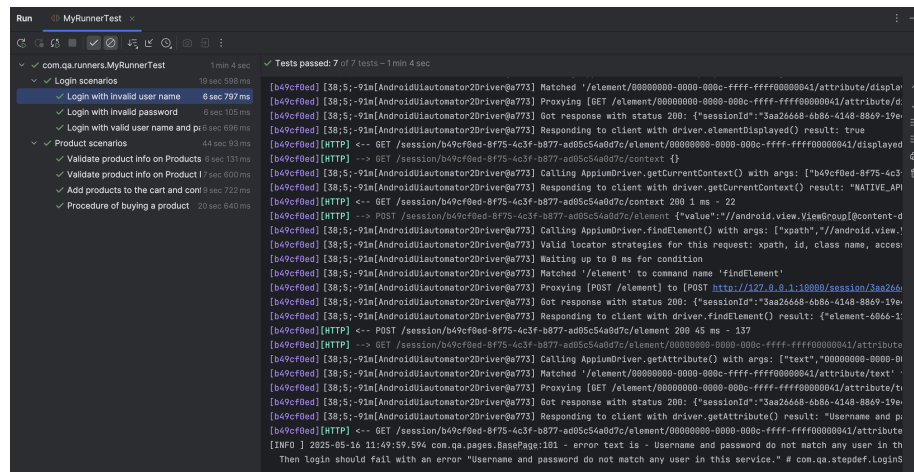 Run MyRunnerTest ×
com.qa.runners.MyRunnerTest 1 min 4 sec
Login scenarios 19 sec 598 ms
Login with invalid user name 6 sec 797 ms
Login with invalid password 6 sec 105 ms
Login with valid user name and pa 6 sec 696 ms
Product scenarios 44 sec 93 ms
Validate product info on Products 6 sec 131 ms
Validate product info on Product 7 sec 600 ms
Add products to the cart and con 9 sec 722 ms
Procedure of buying a product 20 sec 640 ms
Tests passed: 7 of 7 tests – 1 min 4 sec
[b49cf0ed] [38;5;-91m[AndroidUiautomator2Driver@a773] Matched '/element/00000000-0000-000c-ffff-ffff00000041/attribute/displa
[b49cf0ed] [38;5;-91m[AndroidUiautomator2Driver@a773] Proxying [GET /element/00000000-0000-000c-ffff-ffff00000041/attribute/d
[b49cf0ed] [38;5;-91m[AndroidUiautomator2Driver@a773] Got response with status 200: {"sessionId":"3aa26668-6b86-4148-8869-19e
[b49cf0ed] [38;5;-91m[AndroidUiautomator2Driver@a773] Responding to client with driver.elementDisplayed() result: true
[b49cf0ed][HTTP] <-- GET /session/b49cf0ed-8f75-4c3f-b877-ad05c54a0d7c/element/00000000-0000-000c-ffff-ffff00000041/displayed
[b49cf0ed][HTTP] --> GET /session/b49cf0ed-8f75-4c3f-b877-ad05c54a0d7c/context {}
[b49cf0ed] [38;5;-91m[AndroidUiautomator2Driver@a773] Calling AppiumDriver.getCurrentContext() with args: ["b49cf0ed-8f75-4c3
[b49cf0ed] [38;5;-91m[AndroidUiautomator2Driver@a773] Responding to client with driver.getCurrentContext() result: "NATIVE_AP
[b49cf0ed][HTTP] <-- GET /session/b49cf0ed-8f75-4c3f-b877-ad05c54a0d7c/context 200 1 ms - 22
[b49cf0ed][HTTP] --> POST /session/b49cf0ed-8f75-4c3f-b877-ad05c54a0d7c/element {"value":"//android.view.ViewGroup[@content-d
[b49cf0ed] [38;5;-91m[AndroidUiautomator2Driver@a773] Calling AppiumDriver.findElement() with args: ["xpath","//android.view.
[b49cf0ed] [38;5;-91m[AndroidUiautomator2Driver@a773] Valid locator strategies for this request: xpath, id, class name, acces
[b49cf0ed] [38;5;-91m[AndroidUiautomator2Driver@a773] Waiting up to 0 ms for condition
[b49cf0ed] [38;5;-91m[AndroidUiautomator2Driver@a773] Matched '/element' to command name 'findElement'
[b49cf0ed] [38;5;-91m[AndroidUiautomator2Driver@a773] Proxying [POST /element] to [POST http://127.0.0.1:10000/session/3aa266
[b49cf0ed] [38;5;-91m[AndroidUiautomator2Driver@a773] Got response with status 200: {"sessionId":"3aa26668-6b86-4148-8869-19e
[b49cf0ed] [38;5;-91m[AndroidUiautomator2Driver@a773] Responding to client with driver.findElement() result: {"element-6066-1
[b49cf0ed][HTTP] <-- POST /session/b49cf0ed-8f75-4c3f-b877-ad05c54a0d7c/element 200 45 ms - 137
[b49cf0ed][HTTP] --> GET /session/b49cf0ed-8f75-4c3f-b877-ad05c54a0d7c/element/00000000-0000-000c-ffff-ffff00000041/attribute
[b49cf0ed] [38;5;-91m[AndroidUiautomator2Driver@a773] Calling AppiumDriver.getAttribute() with args: ["text","00000000-0000-0
[b49cf0ed] [38;5;-91m[AndroidUiautomator2Driver@a773] Matched '/element/00000000-0000-000c-ffff-ffff00000041/attribute/text'
[b49cf0ed] [38;5;-91m[AndroidUiautomator2Driver@a773] Proxying [GET /element/00000000-0000-000c-ffff-ffff00000041/attribute/t
[b49cf0ed] [38;5;-91m[AndroidUiautomator2Driver@a773] Got response with status 200: {"sessionId":"3aa26668-6b86-4148-8869-19e
[b49cf0ed] [38;5;-91m[AndroidUiautomator2Driver@a773] Responding to client with driver.getAttribute() result: "Username and p
[b49cf0ed][HTTP] <-- GET /session/b49cf0ed-8f75-4c3f-b877-ad05c54a0d7c/element/00000000-0000-000c-ffff-ffff00000041/attribute
[INFO ] 2025-05-16 11:49:59.594 com.qa.pages.BasePage:101 - error text is - Username and password do not match any user in th
Then login should fail with an error "Username and password do not match any user in this service." # com.qa.stepdef.LoginS